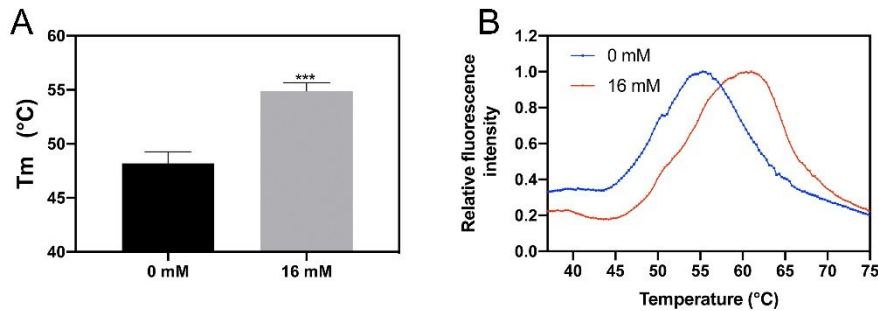 A
60
55
50
45
40
Tm (°C)
***
0 mM
16 mM
B
1.2
1.0
0.8
0.6
0.4
0.2
0.0
Relative fluorescence
intensity
0 mM
16 mM
40 45 50 55 60 65 70 75
Temperature (°C)